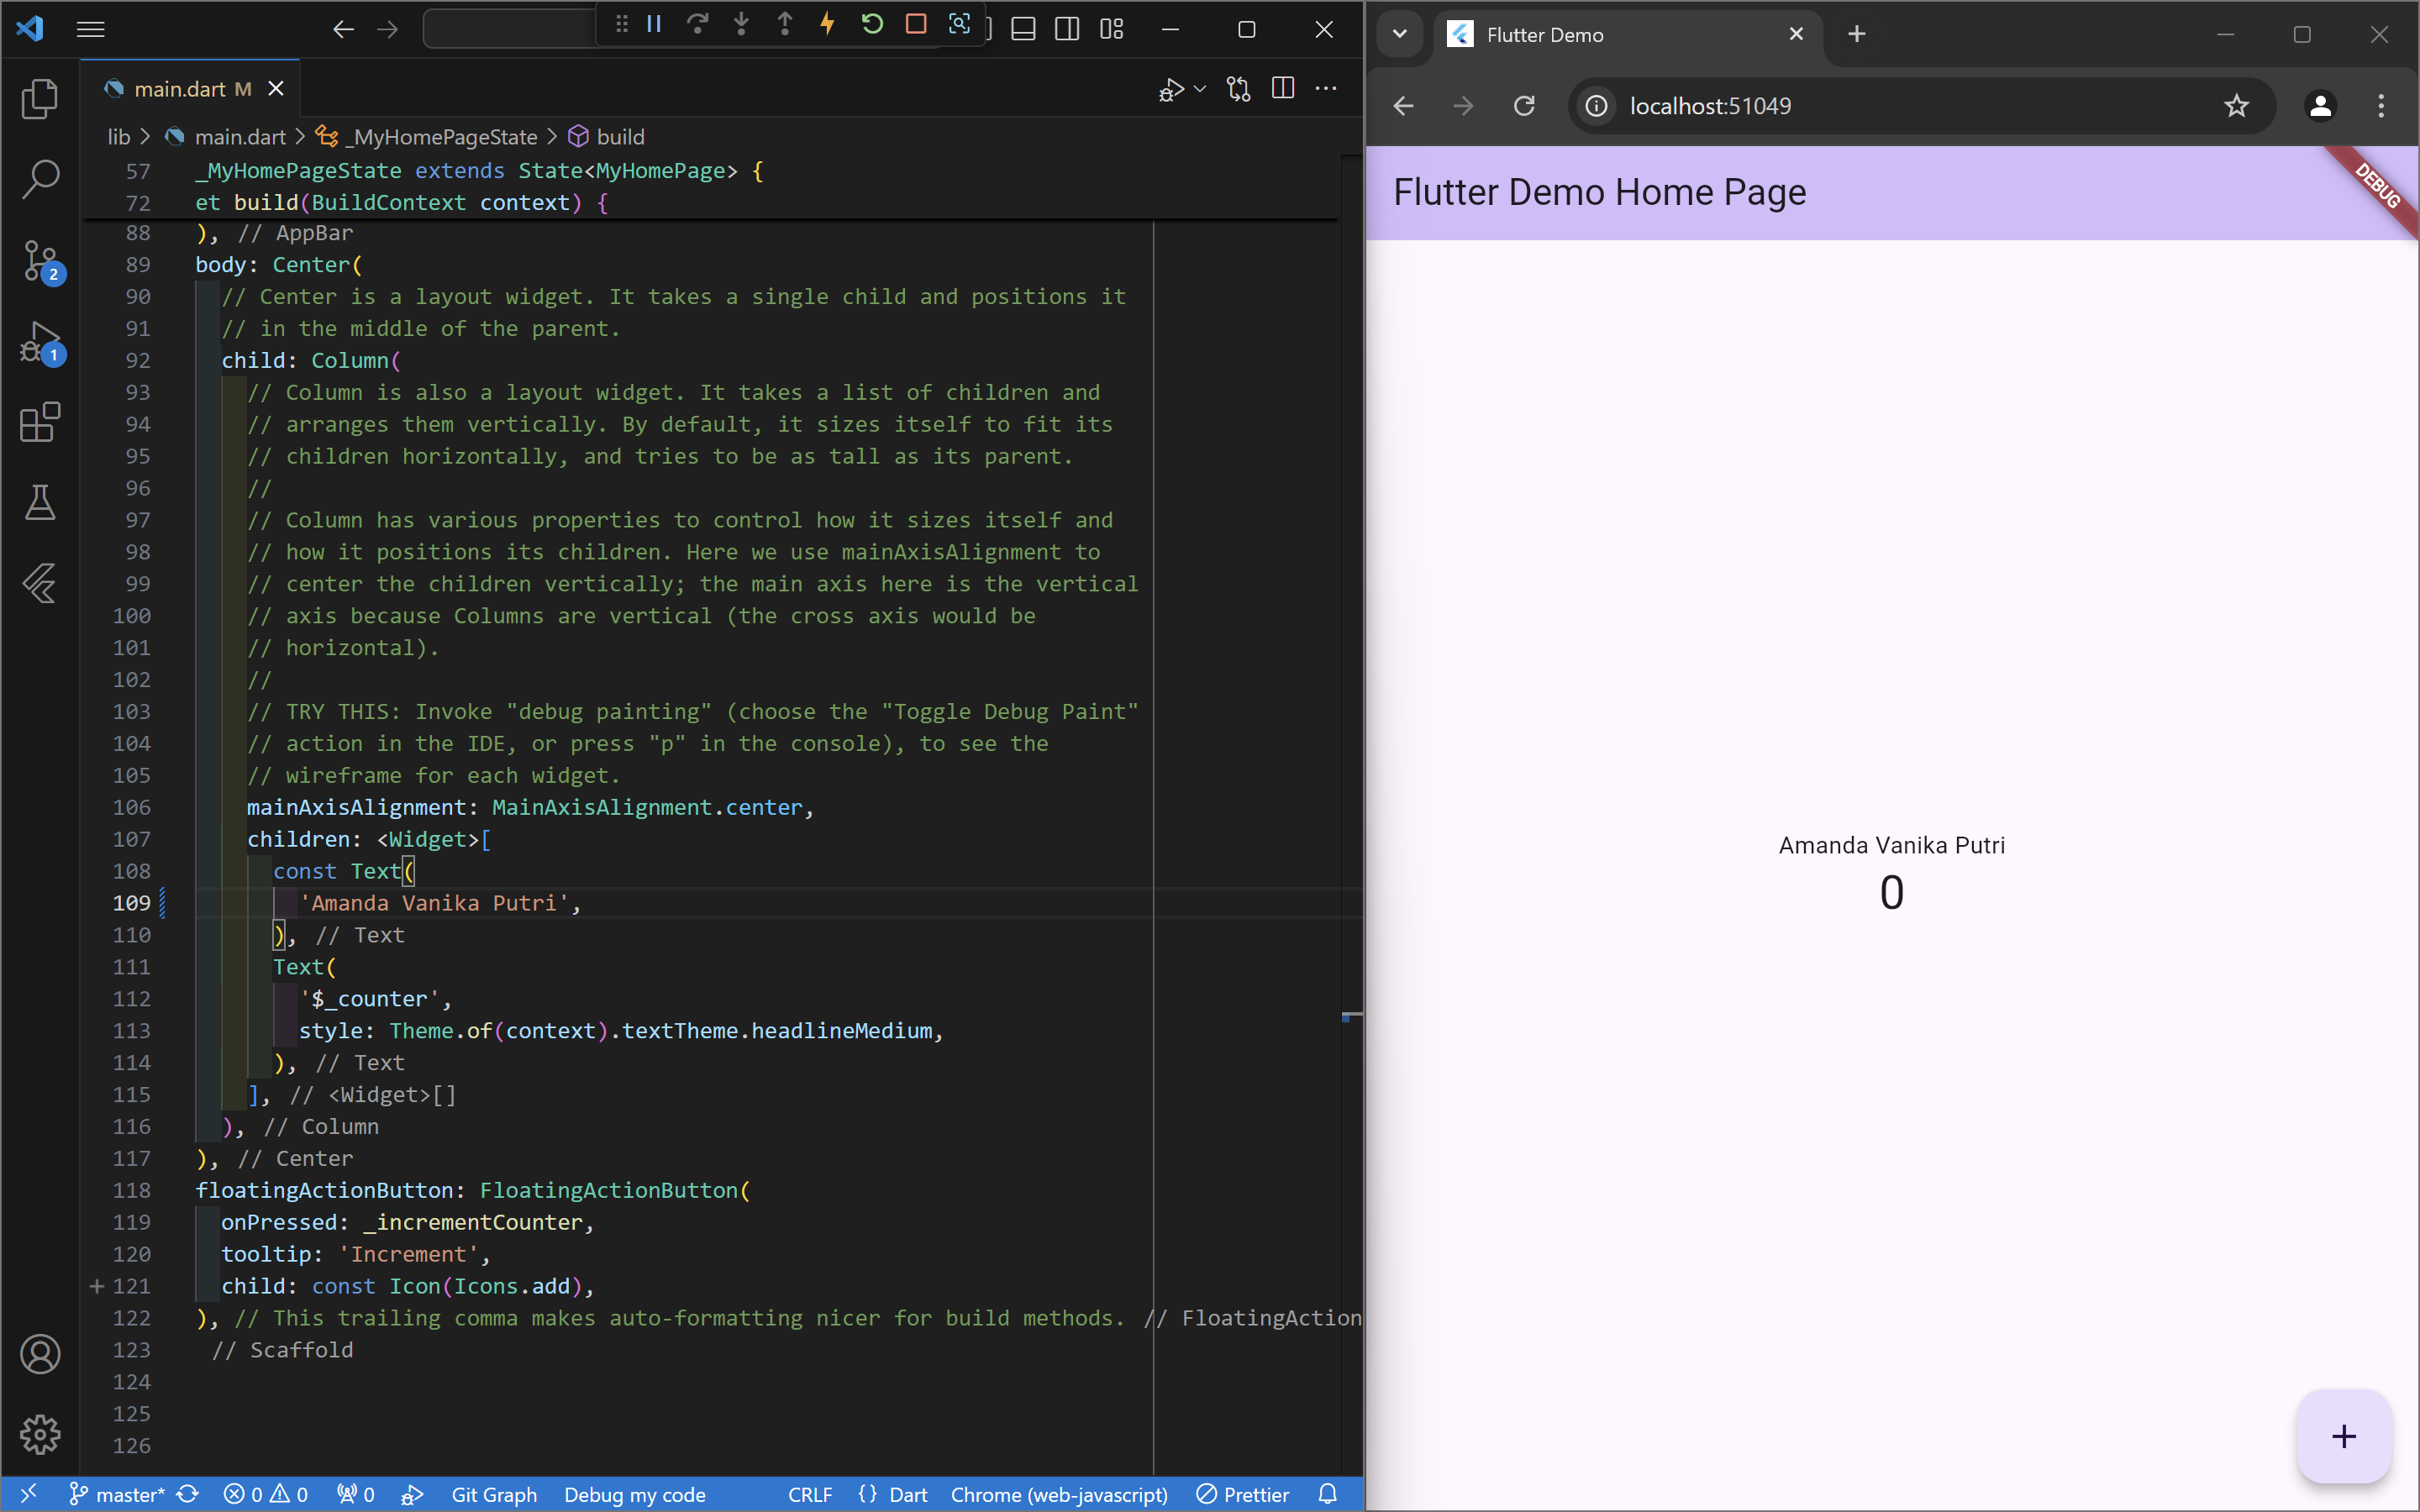 main.dart M
lib > main.dart > _MyHomePageState > build
57 _MyHomePageState extends State<MyHomePage> {
72 et build(BuildContext context) {
88 ), // AppBar
89 body: Center(
90 // Center is a layout widget. It takes a single child and positions it
91 // in the middle of the parent.
92 child: Column(
93 // Column is also a layout widget. It takes a list of children and
94 // arranges them vertically. By default, it sizes itself to fit its
95 // children horizontally, and tries to be as tall as its parent.
96 //
97 // Column has various properties to control how it sizes itself and
98 // how it positions its children. Here we use mainAxisAlignment to
99 // center the children vertically; the main axis here is the vertical
100 // axis because Columns are vertical (the cross axis would be
101 // horizontal).
102 //
103 // TRY THIS: Invoke "debug painting" (choose the "Toggle Debug Paint"
104 // action in the IDE, or press "p" in the console), to see the
105 // wireframe for each widget.
106 mainAxisAlignment: MainAxisAlignment.center,
107 children: <Widget>[
108 const Text(
109 'Amanda Vanika Putri',
110 ), // Text
111 Text(
112 '$_counter',
113 style: Theme.of(context).textTheme.headlineMedium,
114 ), // Text
115 ], // <Widget>[]
116 ), // Column
117 ), // Center
118 floatingActionButton: FloatingActionButton(
119 onPressed: _incrementCounter,
120 tooltip: 'Increment',
121 child: const Icon(Icons.add),
122 ), // This trailing comma makes auto-formatting nicer for build methods. // FloatingAction
123 // Scaffold
124
125
126
2
1
master* 0 0 0 Git Graph Debug my code CRLF {} Dart Chrome (web-javascript) Prettier
Flutter Demo
localhost:51049
Flutter Demo Home Page
DEBUG
Amanda Vanika Putri
0
+